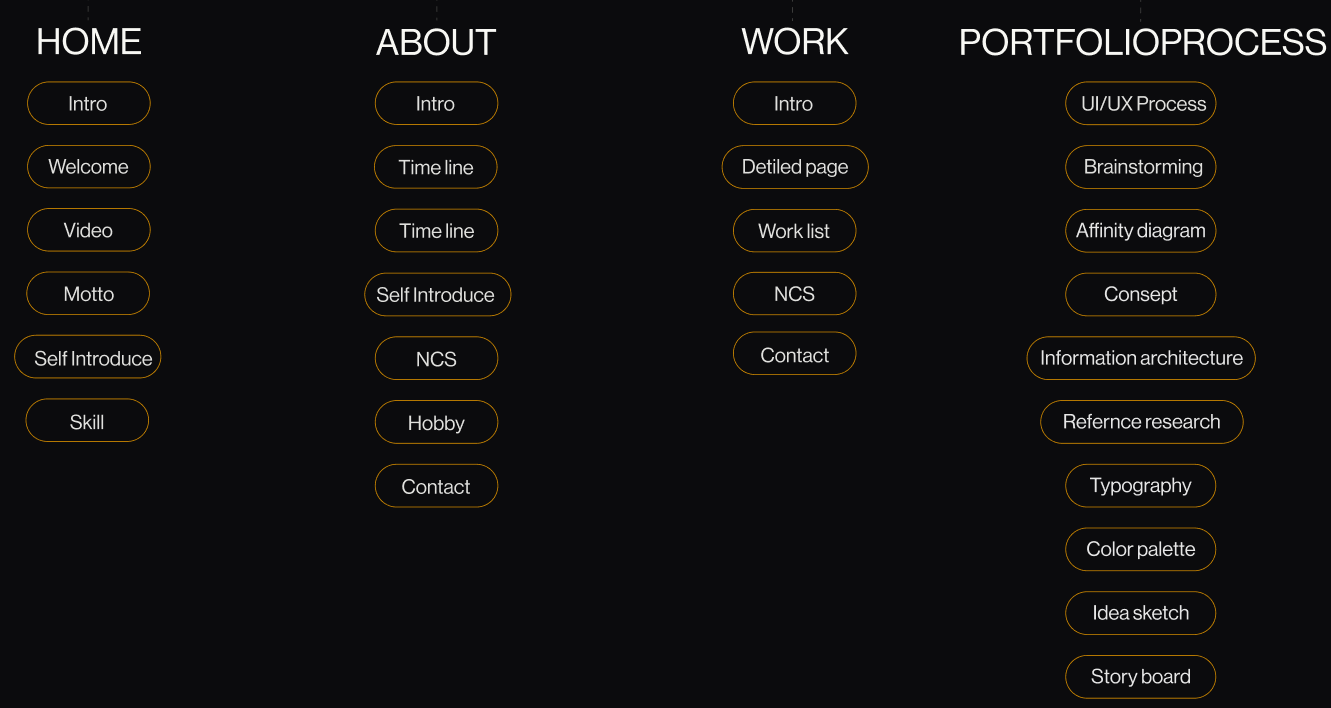 HOME
Intro
Welcome
Video
Motto
Self Introduce
Skill
ABOUT
Intro
Time line
Time line
Self Introduce
NCS
Hobby
Contact
WORK
Intro
Detiled page
Work list
NCS
Contact
PORTFOLIOPROCESS
UI/UX Process
Brainstorming
Affinity diagram
Consept
Information architecture
Refernce research
Typography
Color palette
Idea sketch
Story board